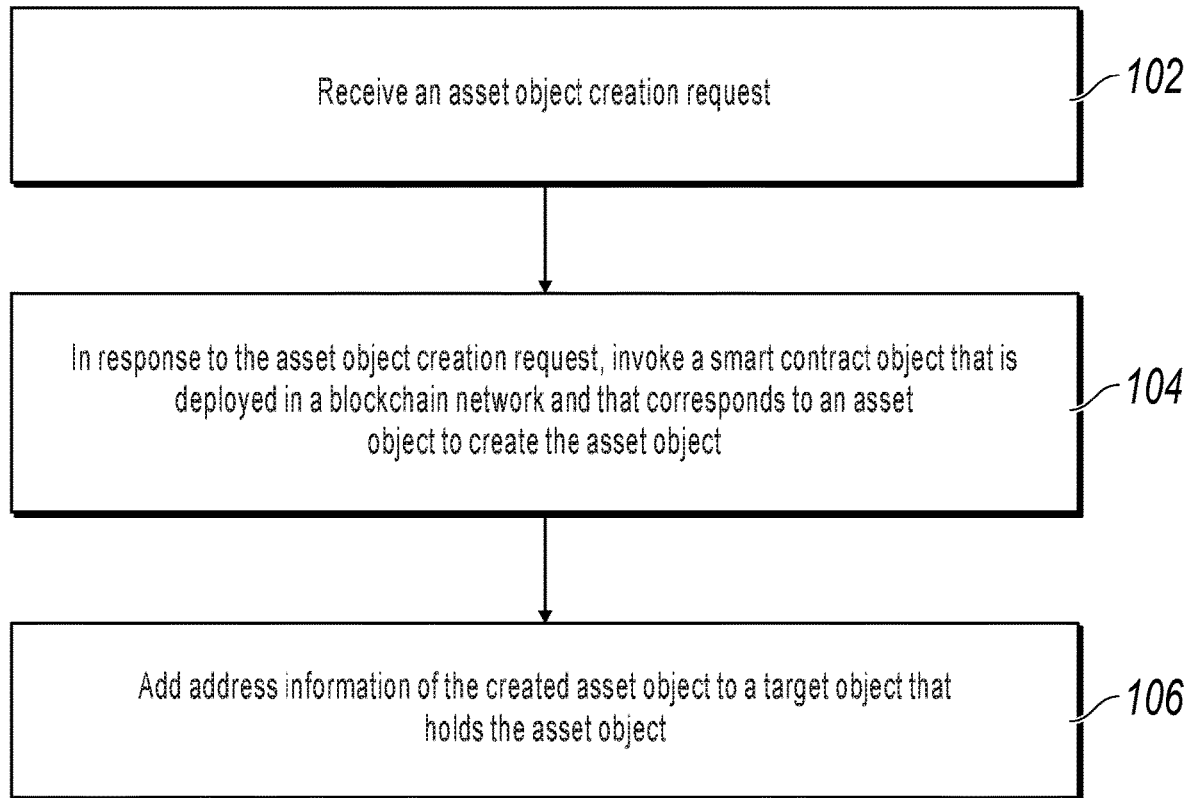 Receive an asset object creation request
102
In response to the asset object creation request, invoke a smart contract object that is
deployed in a blockchain network and that corresponds to an asset
object to create the asset object
104
Add address information of the created asset object to a target object that
holds the asset object
106